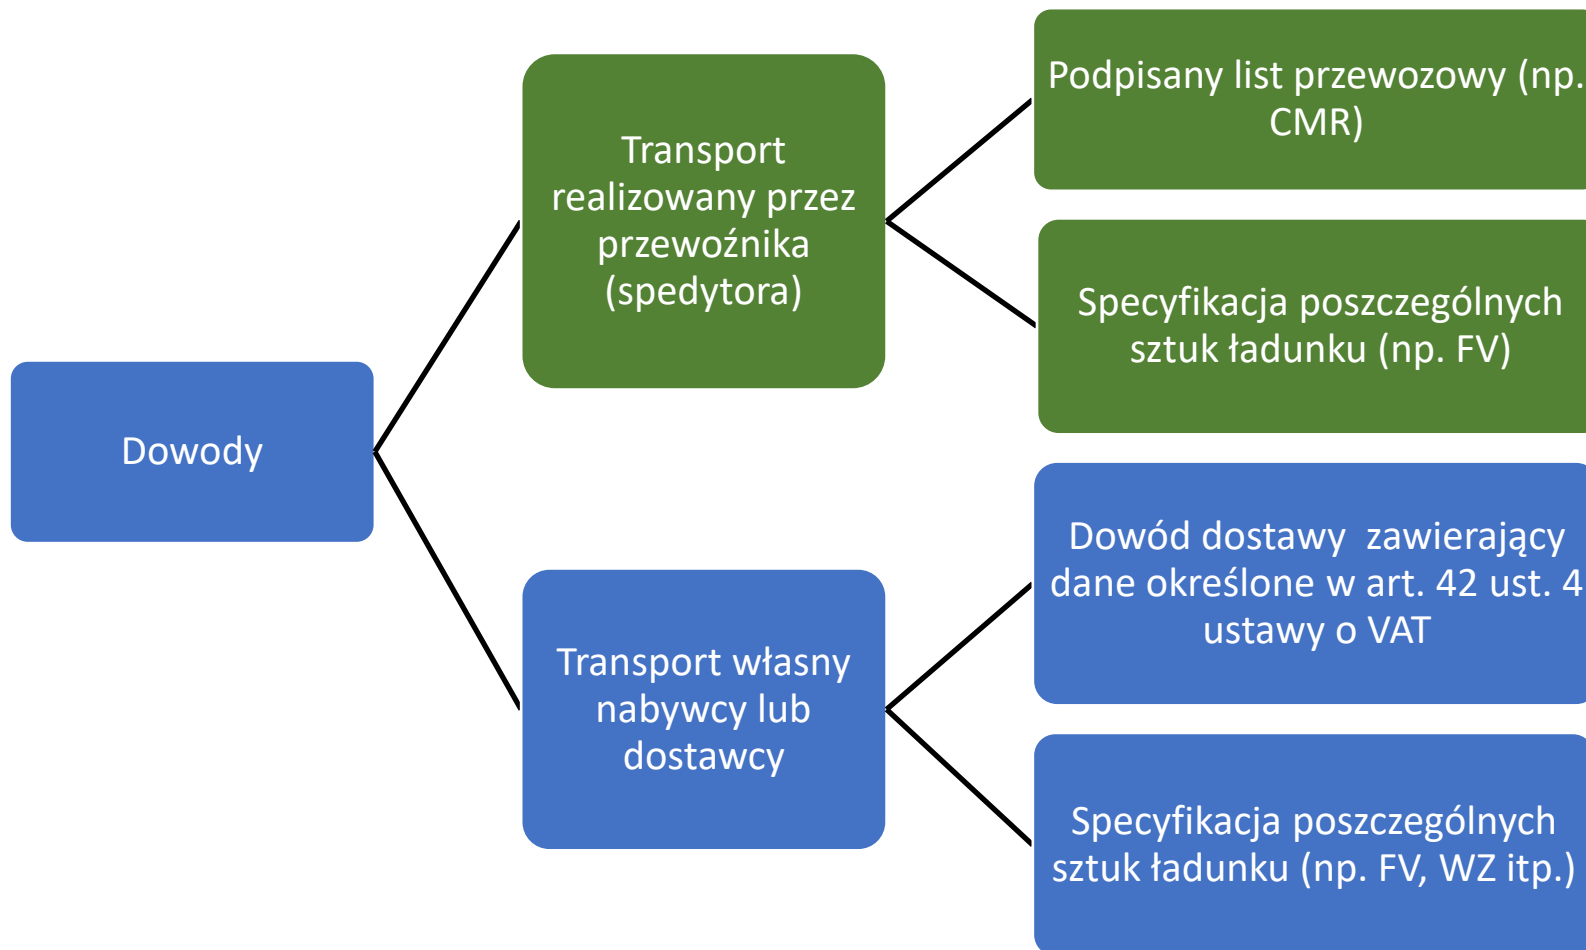 Dowody
Transport
realizowany przez
przewoźnika
(spedytora)
Podpisany list przewozowy (np.
CMR)
Specyfikacja poszczególnych
sztuk ładunku (np. FV)
Transport własny
nabywcy lub
dostawcy
Dowód dostawy  zawierający
dane określone w art. 42 ust. 4
ustawy o VAT
Specyfikacja poszczególnych
sztuk ładunku (np. FV, WZ itp.)